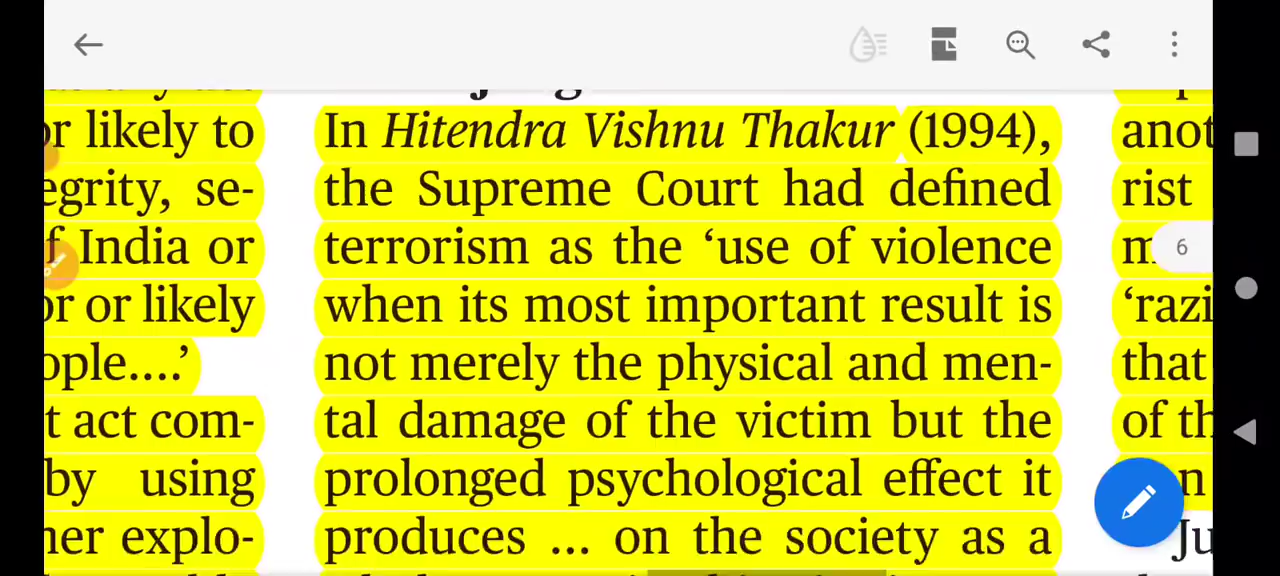 or likely to
egrity, se-
f India or
or or likely
ople....’
t act com-
by using
her explo-
In Hitendra Vishnu Thakur (1994),
the Supreme Court had defined
terrorism as the ‘use of violence
when its most important result is
not merely the physical and men-
tal damage of the victim but the
prolonged psychological effect it
produces ... on the society as a
anot
rist
m
‘razi
that
of th
n
Ju
6